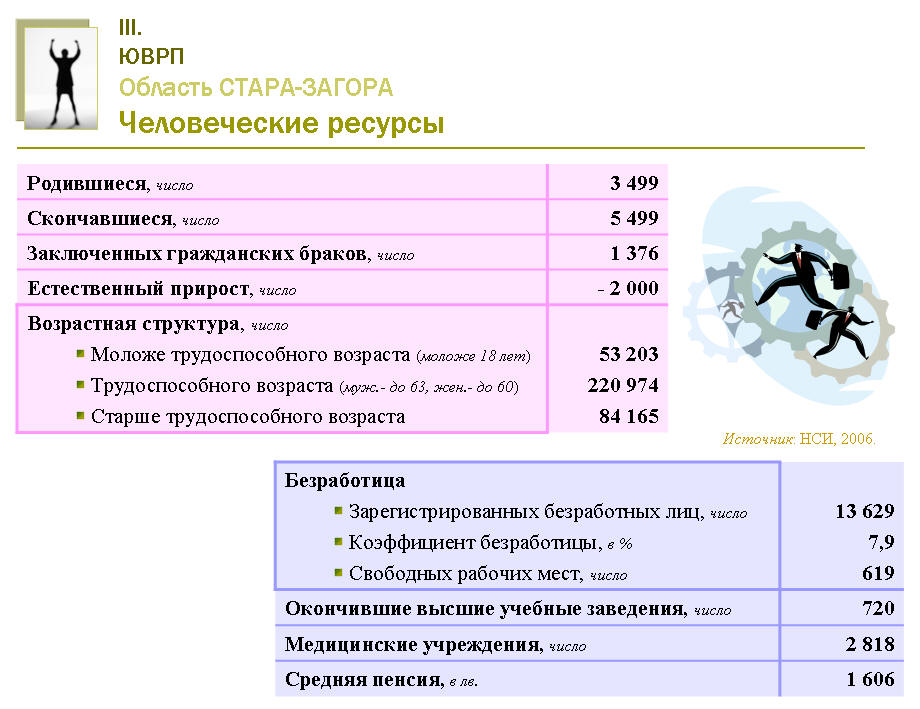 III.
ЮВРП
Область СТАРА-ЗАГОРА
Человеческие ресурсы
Родившиеся, число 3 499
Скончавшиеся, число 5 499
Заключенных гражданских браков, число 1 376
Естественный прирост, число - 2 000
Возрастная структура, число
Моложе трудоспособного возраста (моложе 18 лет) 53 203
Трудоспособного возраста (муж.- до 63, жен.- до 60) 220 974
Старше трудоспособного возраста 84 165
Источник: НСИ, 2006.
Безработица
Зарегистрированных безработных лиц, число 13 629
Коэффициент безработицы, в % 7,9
Свободных рабочих мест, число 619
Окончившие высшие учебные заведения, число 720
Медицинские учреждения, число 2 818
Средняя пенсия, в лв. 1 606